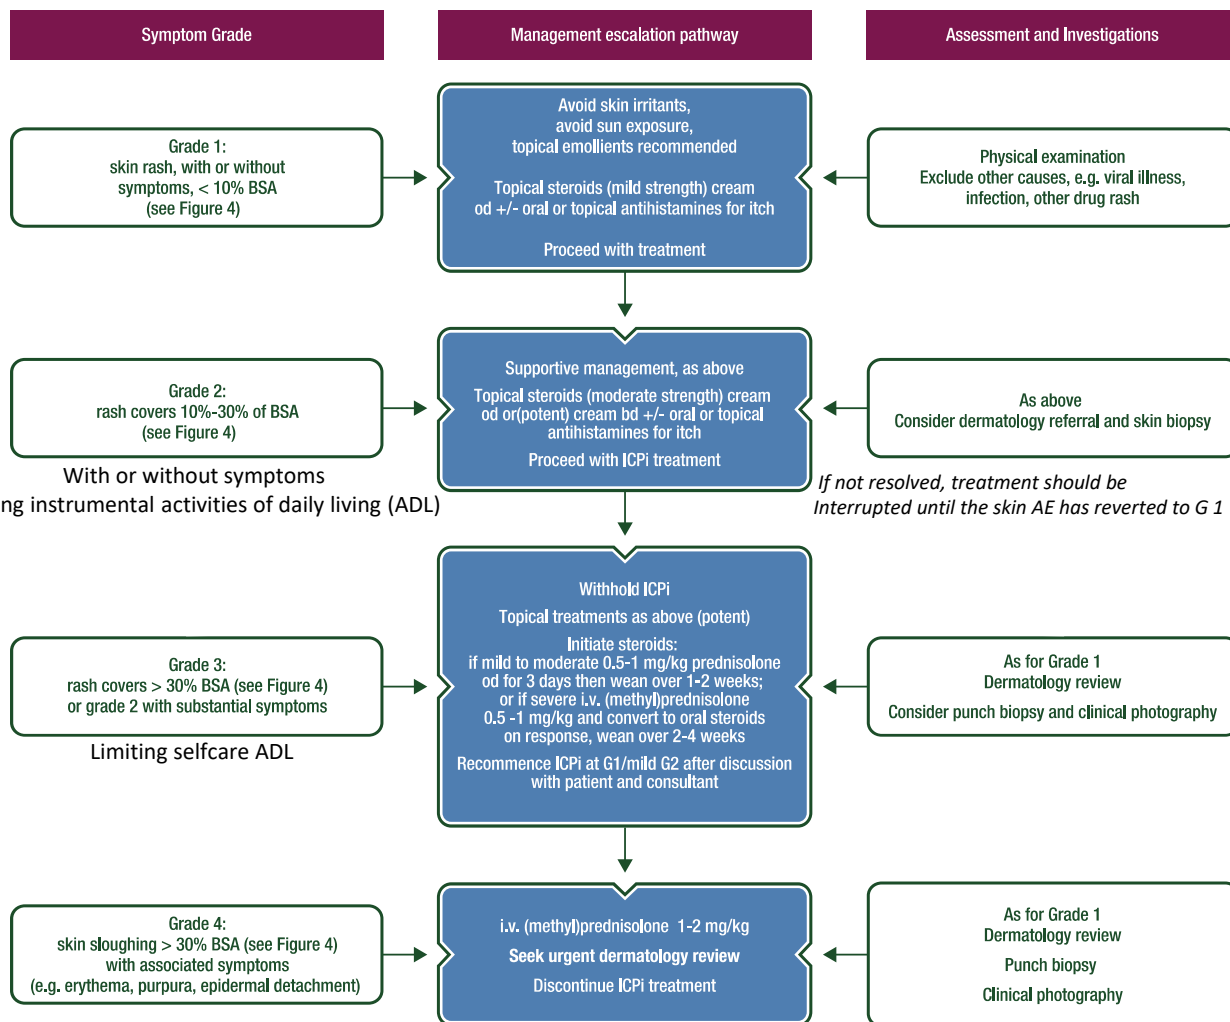 Symptom Grade
Management escalation pathway
Assessment and Investigations
Grade 1:
skin rash, with or without
symptoms, < 10% BSA
(see Figure 4)
Avoid skin irritants,
avoid sun exposure,
topical emollients recommended
Topical steroids (mild strength) cream
od +/- oral or topical antihistamines for itch
Proceed with treatment
Physical examination
Exclude other causes, e.g. viral illness,
infection, other drug rash
Grade 2:
rash covers 10%-30% of BSA
(see Figure 4)
With or without symptoms
ng instrumental activities of daily living (ADL)
Supportive management, as above
Topical steroids (moderate strength) cream
od or(potent) cream bd +/- oral or topical
antihistamines for itch
Proceed with ICPi treatment
As above
Consider dermatology referral and skin biopsy
If not resolved, treatment should be
Interrupted until the skin AE has reverted to G 1
Grade 3:
rash covers > 30% BSA (see Figure 4)
or grade 2 with substantial symptoms
Limiting selfcare ADL
Withhold ICPi
Topical treatments as above (potent)
Initiate steroids:
if mild to moderate 0.5-1 mg/kg prednisolone
od for 3 days then wean over 1-2 weeks;
or if severe i.v. (methyl)prednisolone
0.5 -1 mg/kg and convert to oral steroids
on response, wean over 2-4 weeks
Recommence ICPi at G1/mild G2 after discussion
with patient and consultant
As for Grade 1
Dermatology review
Consider punch biopsy and clinical photography
Grade 4:
skin sloughing > 30% BSA (see Figure 4)
with associated symptoms
(e.g. erythema, purpura, epidermal detachment)
i.v. (methyl)prednisolone 1-2 mg/kg
Seek urgent dermatology review
Discontinue ICPi treatment
As for Grade 1
Dermatology review
Punch biopsy
Clinical photography